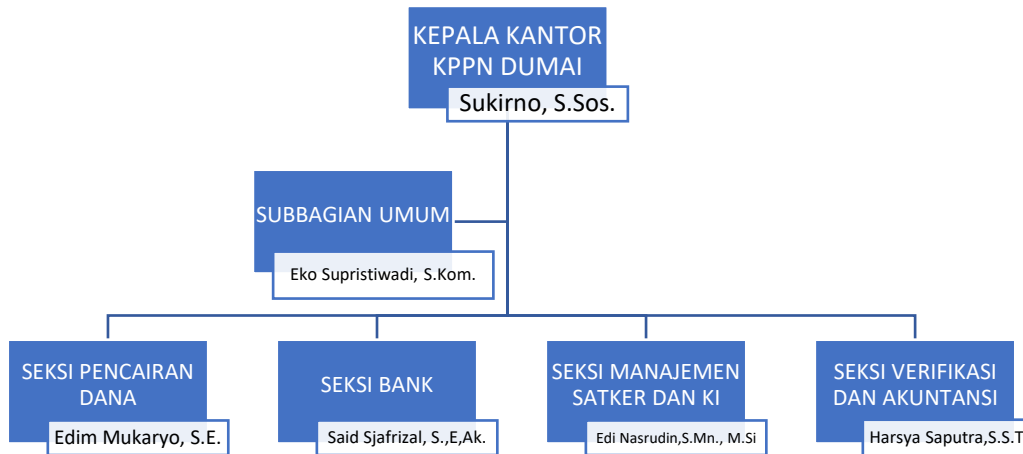 KEPALA KANTOR
KPPN DUMAI
Sukirno, S.Sos.
SUBBAGIAN UMUM
Eko Supristiwadi, S.Kom.
SEKSI PENCAIRAN
DANA
Edim Mukaryo, S.E.
SEKSI BANK
Said Sjafrizal, S.,E,Ak.
SEKSI MANAJEMEN
SATKER DAN KI
Edi Nasrudin,S.Mn., M.Si
SEKSI VERIFIKASI
DAN AKUNTANSI
Harsya Saputra,S.S.T